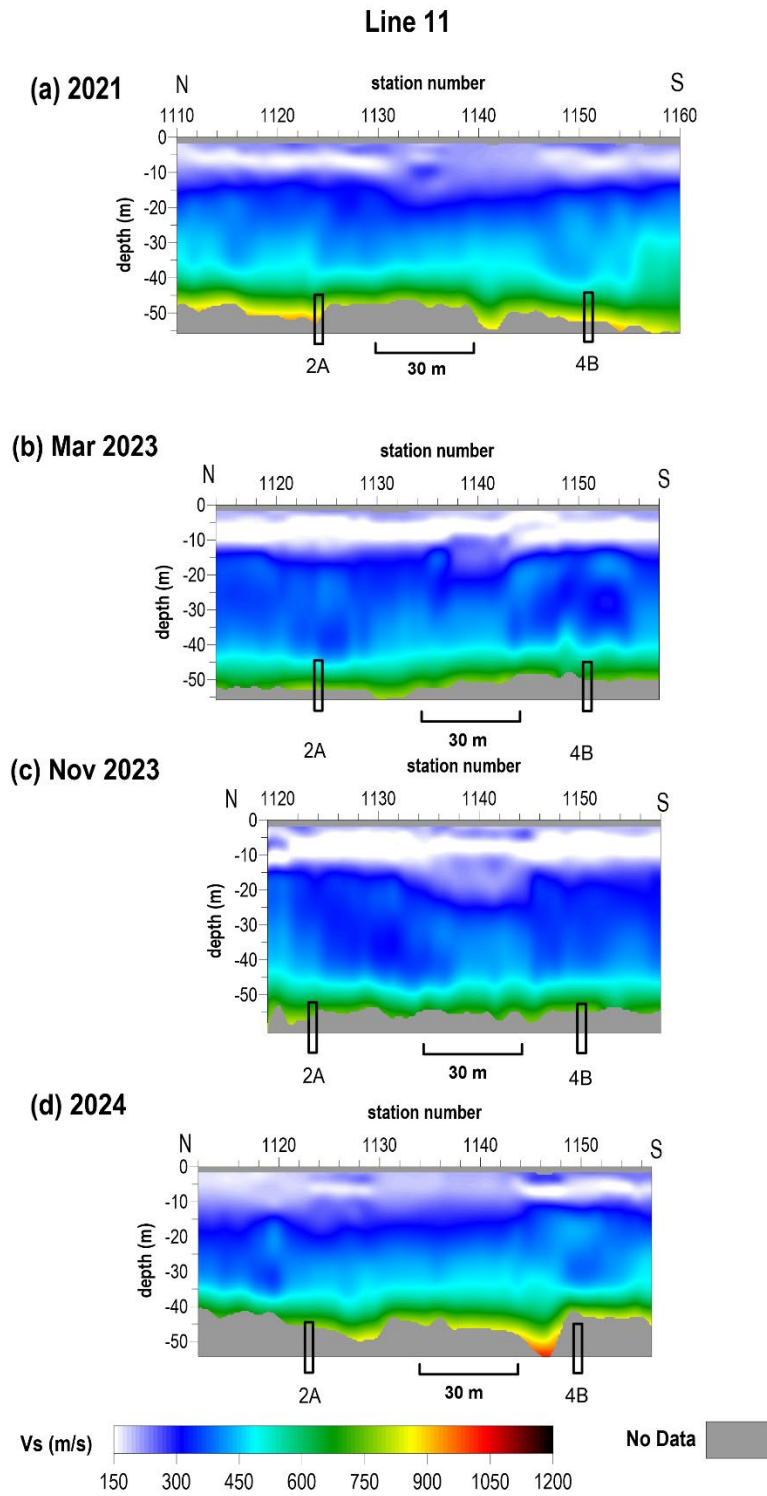 Line 11
(a) 2021
N station number S
1110 1120 1130 1140 1150 1160
depth (m)
0
-10
-20
-30
-40
-50
2A 30 m 4B
(b) Mar 2023
N station number S
1120 1130 1140 1150
depth (m)
0
-10
-20
-30
-40
-50
2A 30 m 4B
(c) Nov 2023
N station number S
1120 1130 1140 1150
depth (m)
0
-10
-20
-30
-40
-50
2A 30 m 4B
(d) 2024
N station number S
1120 1130 1140 1150
depth (m)
0
-10
-20
-30
-40
-50
2A 30 m 4B
Vs (m/s) No Data
150 300 450 600 750 900 1050 1200